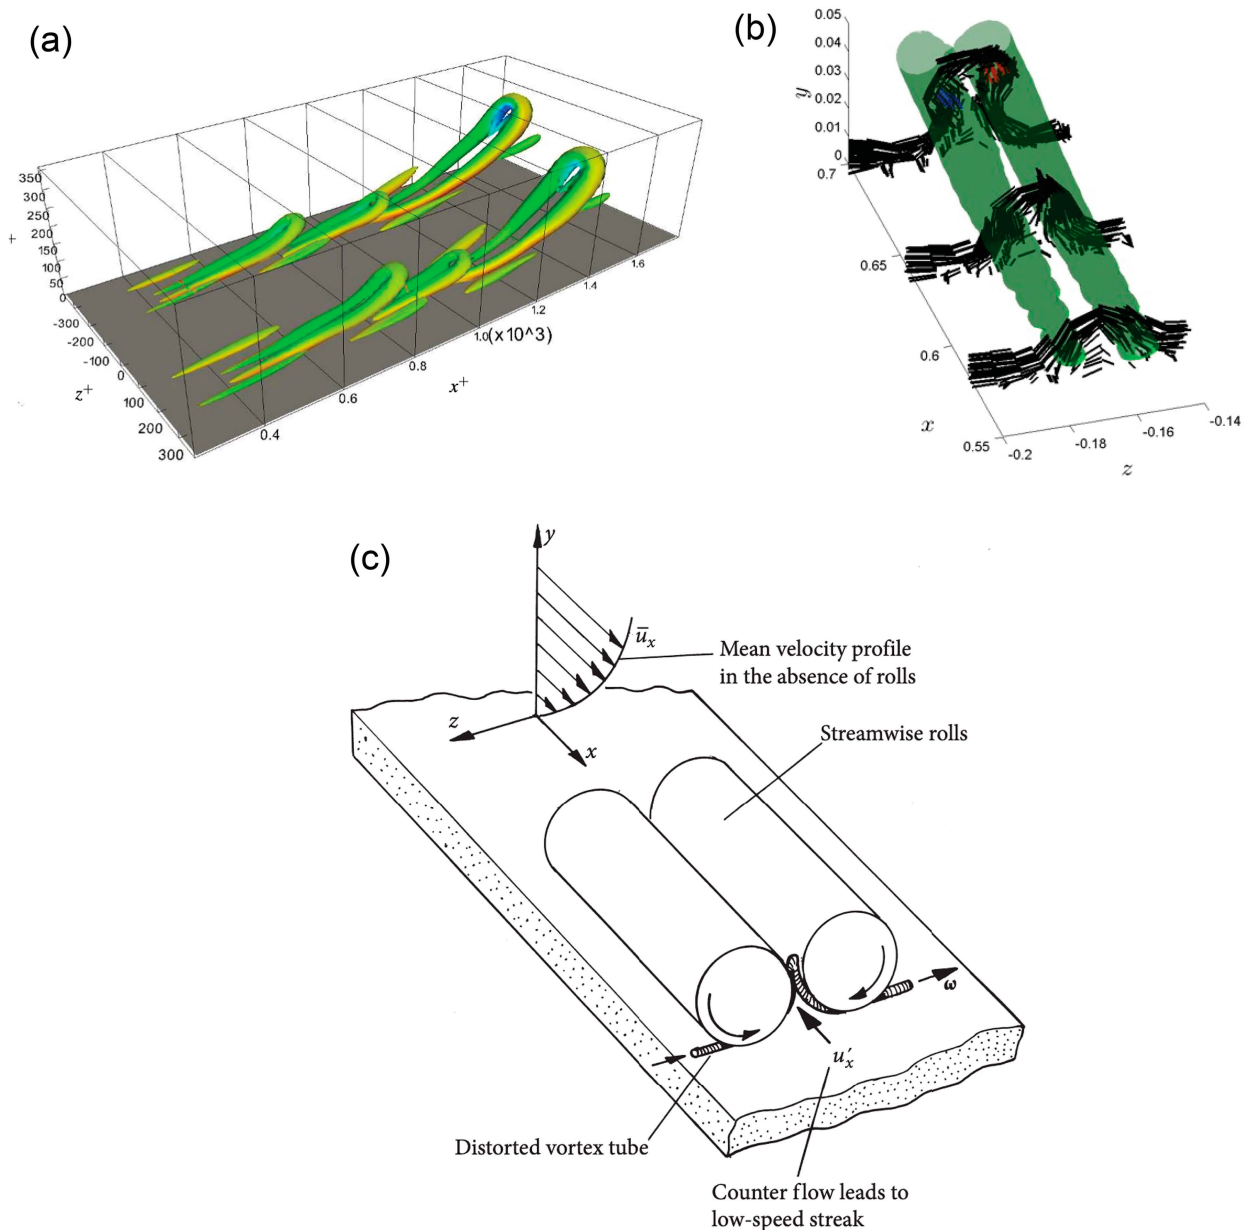 (a)
350
300
250
200
150
100
50
0
-300
-200
-100
0
100
200
300
z+
+
0.4
0.6
0.8
1.0(x10^3)
1.2
1.4
1.6
x+
(b)
0.05
0.04
0.03
0.02
0.01
0
y
0.7
0.65
0.6
0.55
x
-0.2
-0.18
-0.16
-0.14
z
(c)
y
u̅ₓ
Mean velocity profile
in the absence of rolls
z
x
Streamwise rolls
ω
u′ₓ
Distorted vortex tube
Counter flow leads to
low-speed streak